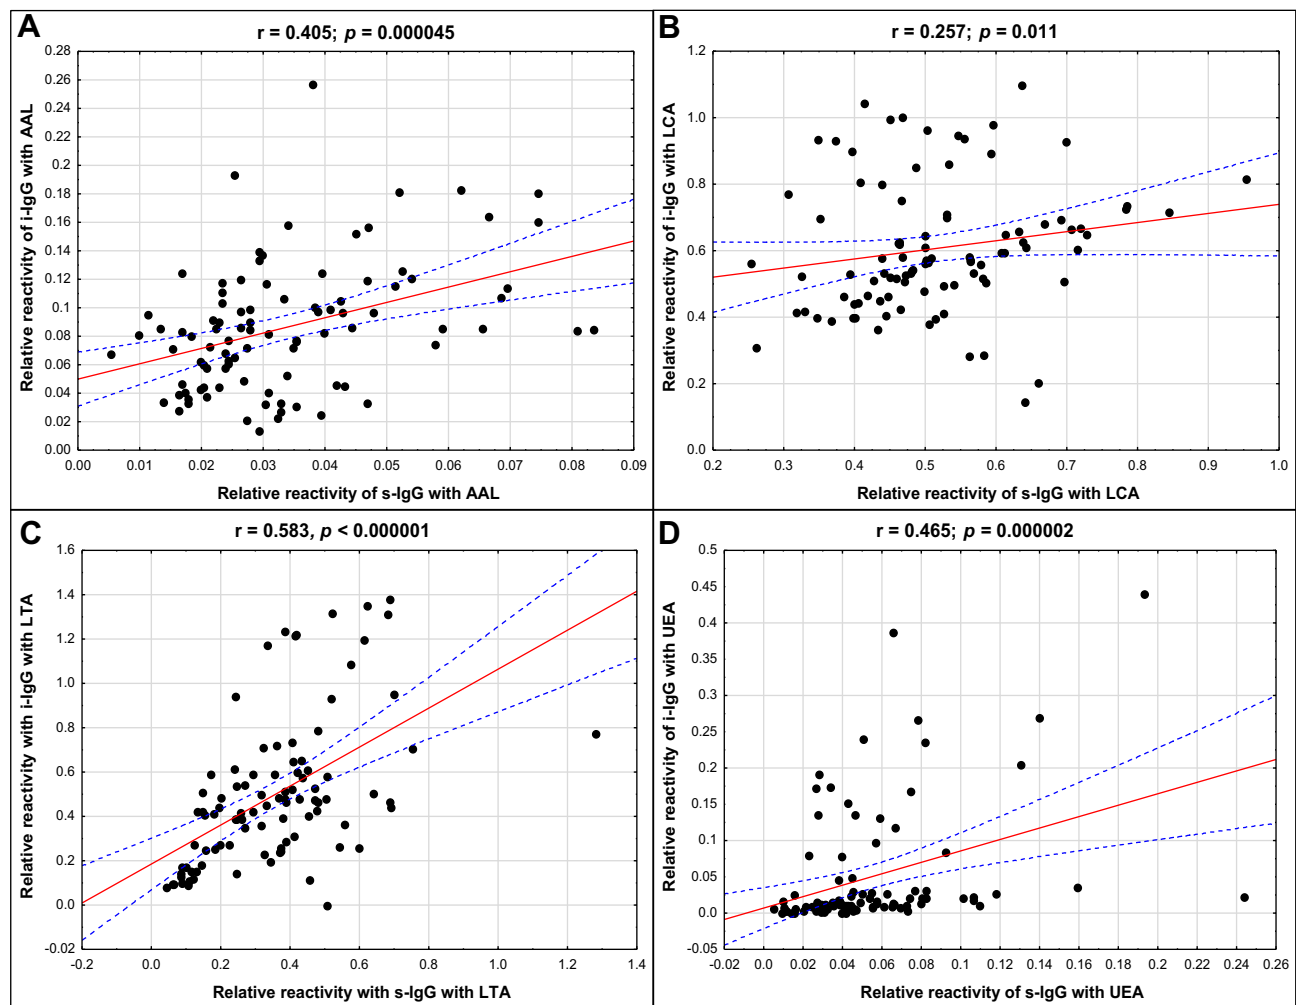 A
r = 0.405; p = 0.000045
Relative reactivity of i-IgG with AAL
0.28
0.26
0.24
0.22
0.2
0.18
0.16
0.14
0.12
0.1
0.08
0.06
0.04
0.02
0.00
0.00 0.01 0.02 0.03 0.04 0.05 0.06 0.07 0.08 0.09
Relative reactivity of s-IgG with AAL
B
r = 0.257; p = 0.011
Relative reactivity of i-IgG with LCA
1.2
1.0
0.8
0.6
0.4
0.2
0.0
0.2 0.3 0.4 0.5 0.6 0.7 0.8 0.9 1.0
Relative reactivity of s-IgG with LCA
C
r = 0.583, p < 0.000001
Relative reactivity with i-IgG with LTA
1.6
1.4
1.2
1.0
0.8
0.6
0.4
0.2
0.0
-0.02
-0.2 0.0 0.2 0.4 0.6 0.8 1.0 1.2 1.4
Relative reactivity with s-IgG with LTA
D
r = 0.465; p = 0.000002
Relative reactivity of i-IgG with UEA
0.5
0.45
0.4
0.35
0.3
0.25
0.2
0.15
0.1
0.05
0.00
-0.05
-0.02 0.0 0.02 0.04 0.06 0.08 0.1 0.12 0.14 0.16 0.18 0.2 0.22 0.24 0.26
Relative reactivity of s-IgG with UEA